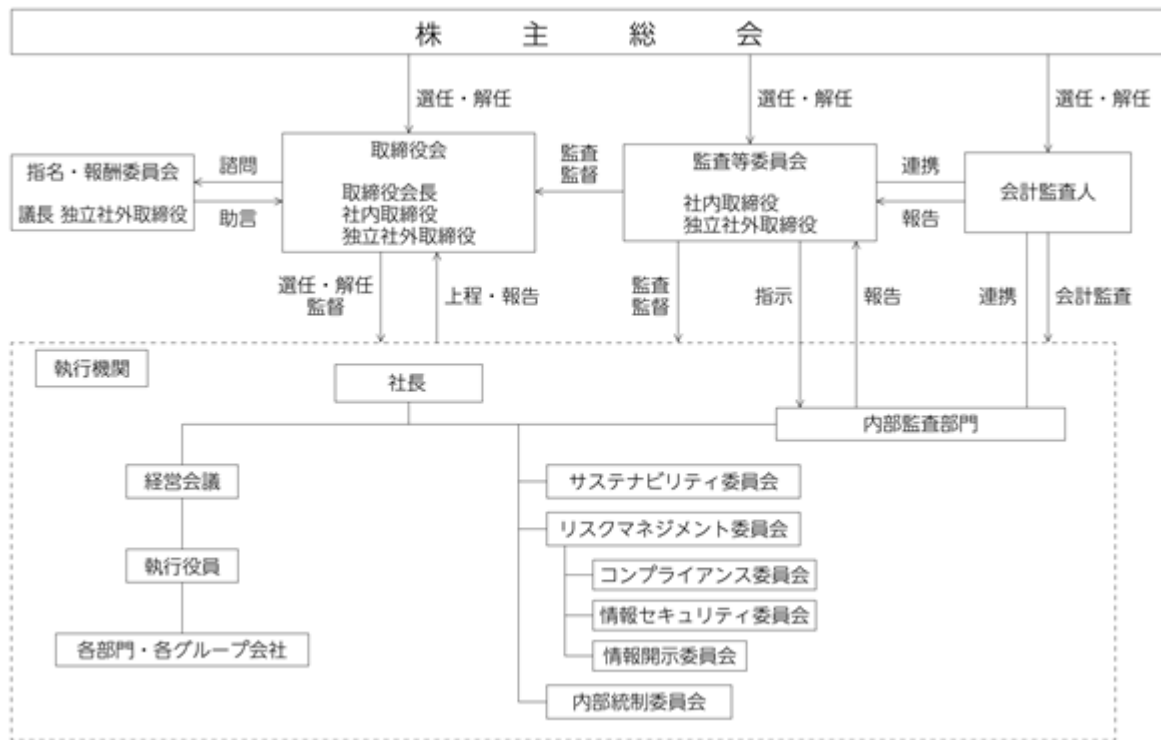 株主総会
選任・解任
選任・解任
選任・解任
指名・報酬委員会
議長 独立社外取締役
諮問
助言
取締役会
取締役会長
社内取締役
独立社外取締役
監査
監督
監査等委員会
社内取締役
独立社外取締役
連携
報告
会計監査人
選任・解任
監督
上程・報告
監査
監督
指示
報告
連携
会計監査
執行機関
社長
内部監査部門
経営会議
執行役員
各部門・各グループ会社
サステナビリティ委員会
リスクマネジメント委員会
コンプライアンス委員会
情報セキュリティ委員会
情報開示委員会
内部統制委員会